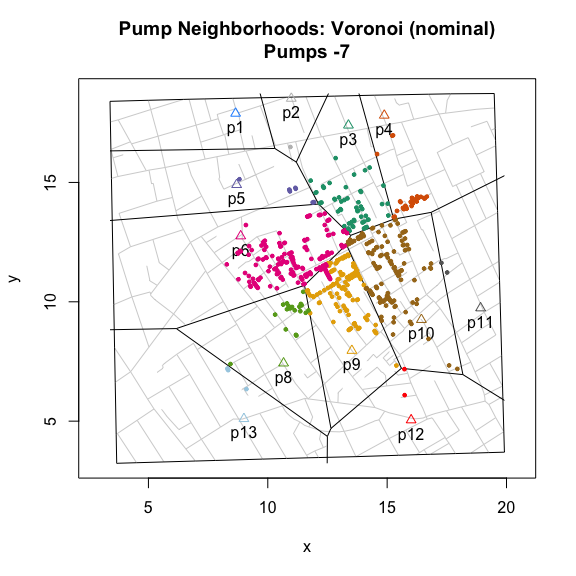 Pump Neighborhoods: Voronoi (nominal)
Pumps -7
p1
p2
p3
p4
p5
p6
p8
p9
p10
p11
p12
p13
15
10
5
y
5
10
15
20
x